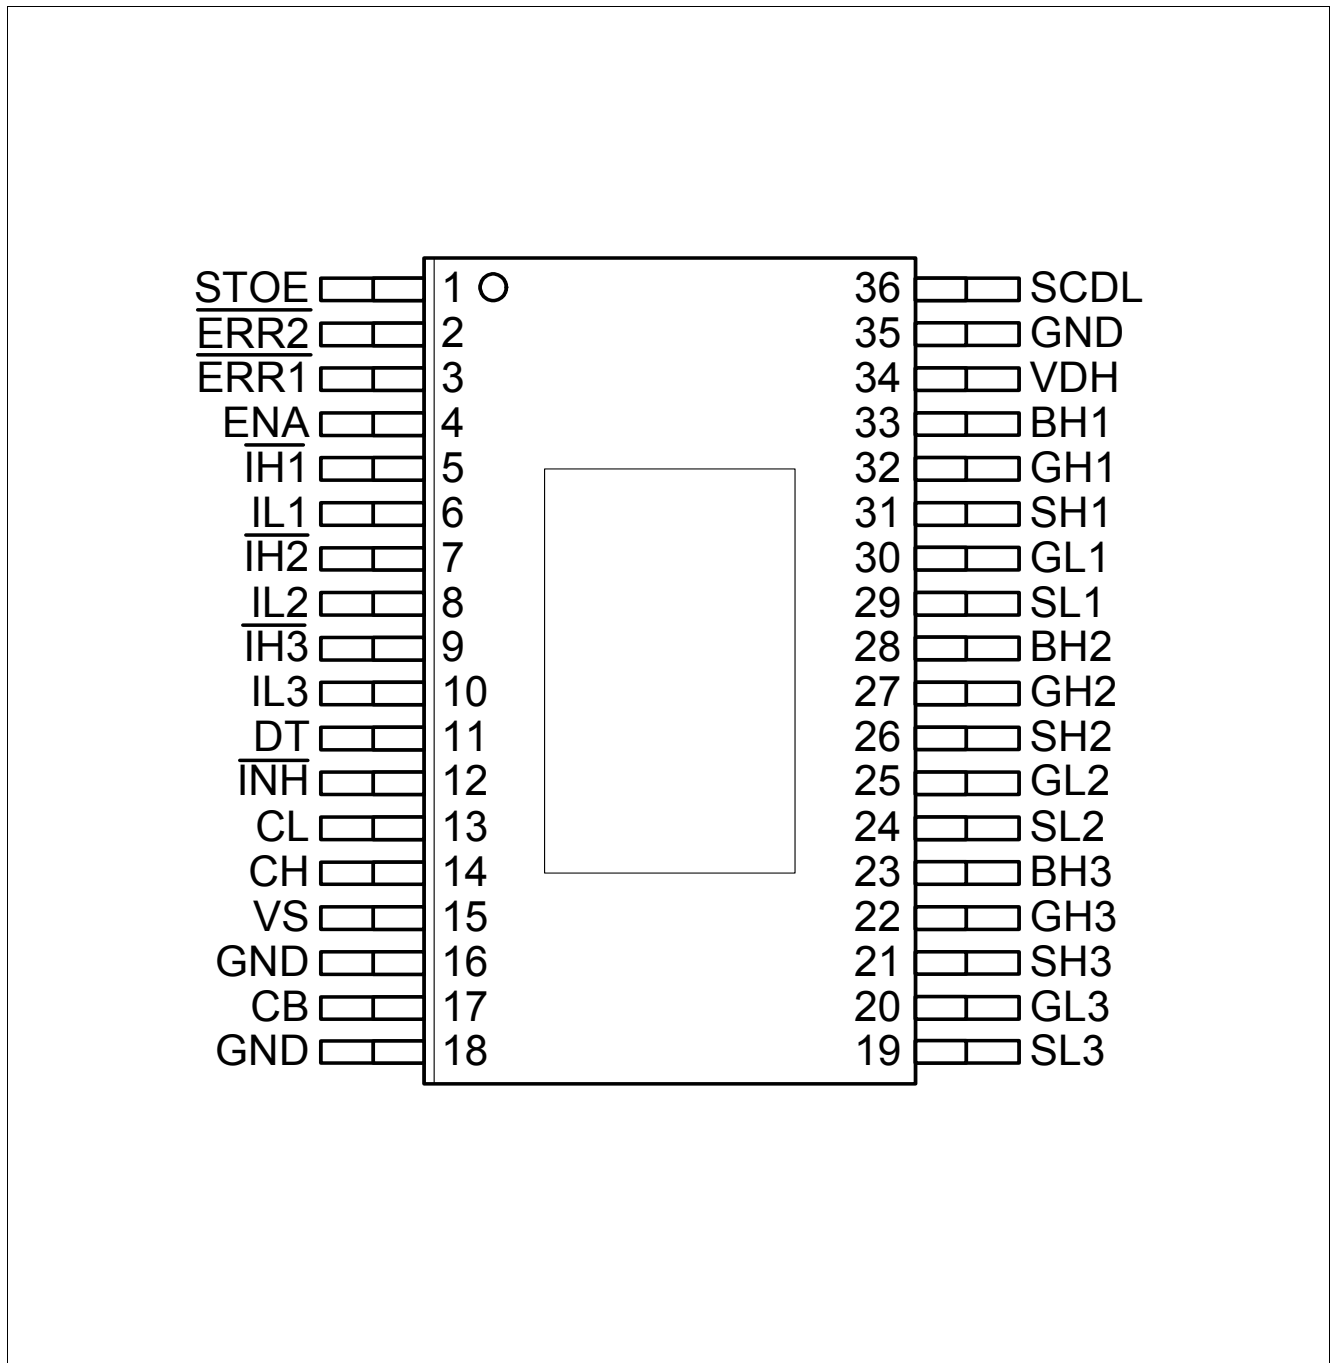 STOE 1 36 SCDL
ERR2 2 35 GND
ERR1 3 34 VDH
ENA 4 33 BH1
IH1 5 32 GH1
IL1 6 31 SH1
IH2 7 30 GL1
IL2 8 29 SL1
IH3 9 28 BH2
IL3 10 27 GH2
DT 11 26 SH2
INH 12 25 GL2
CL 13 24 SL2
CH 14 23 BH3
VS 15 22 GH3
GND 16 21 SH3
CB 17 20 GL3
GND 18 19 SL3